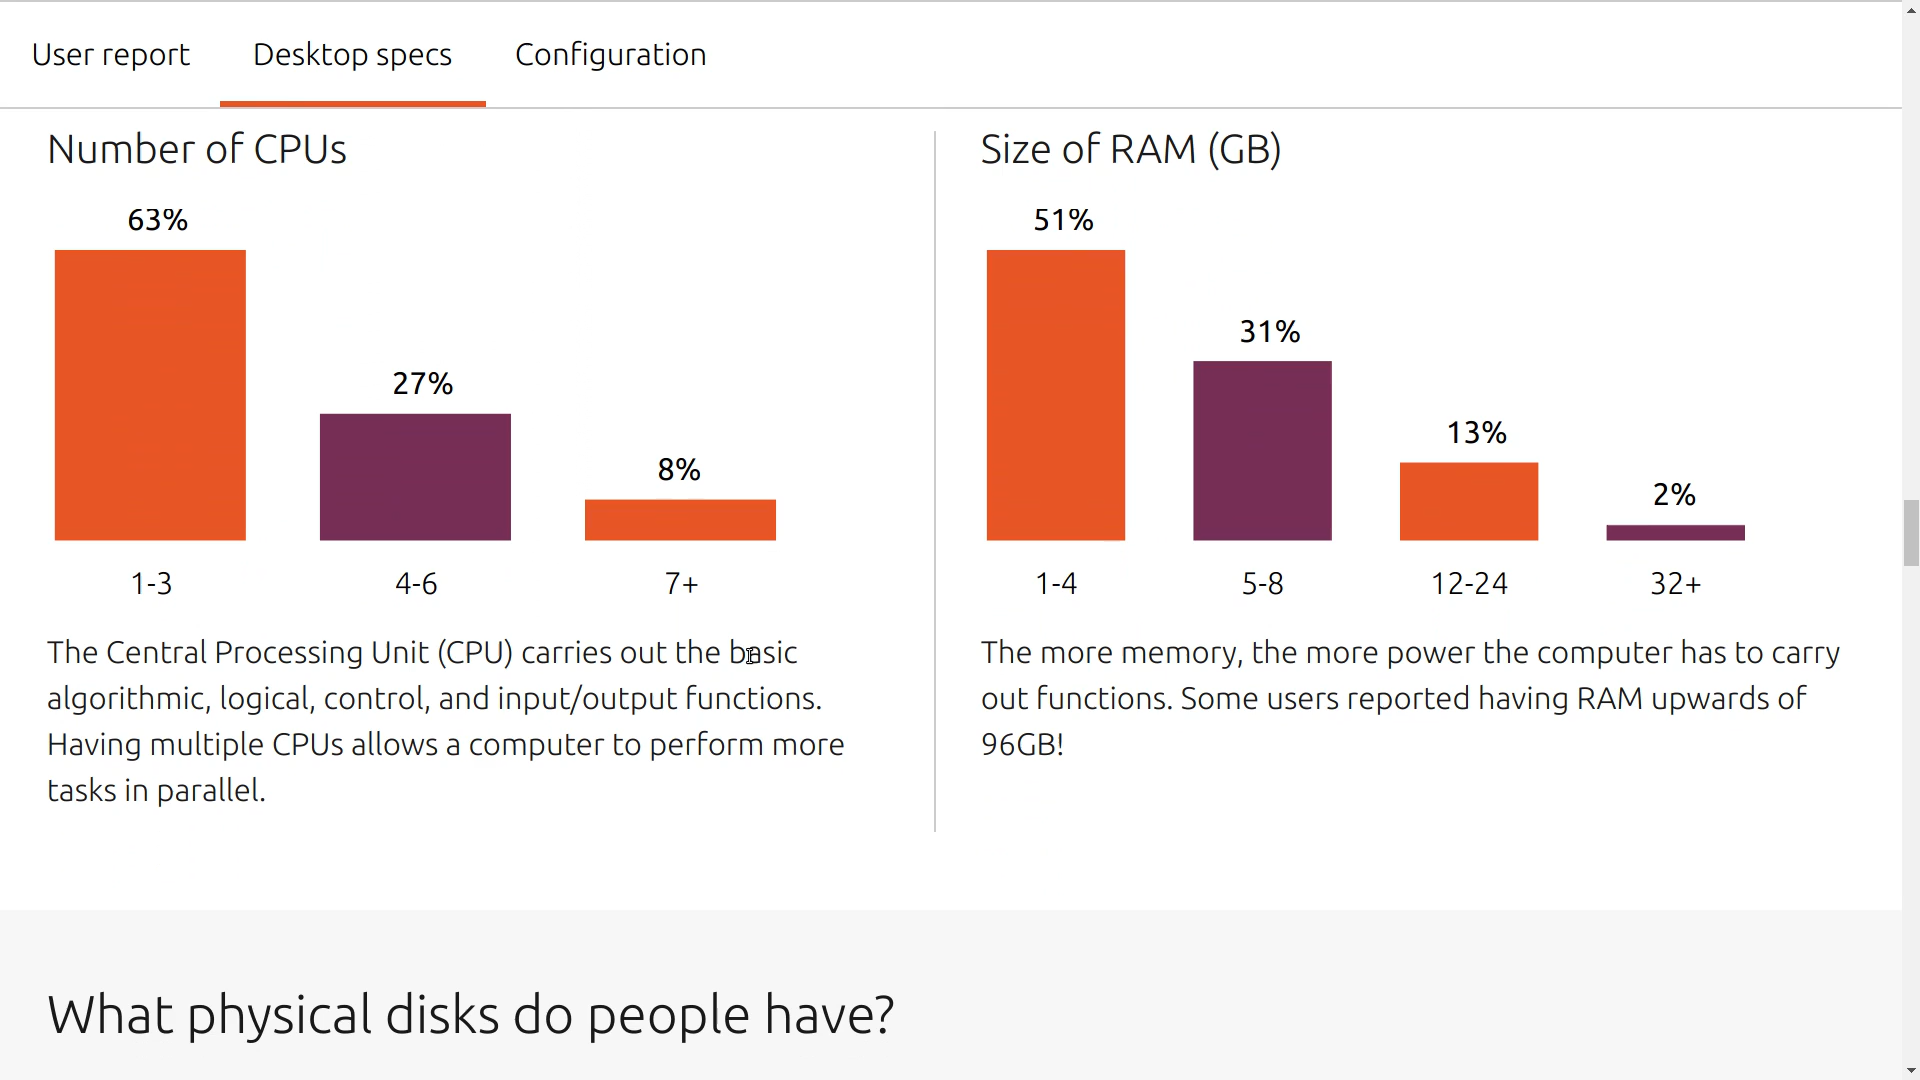 User report
Desktop specs
Configuration
Number of CPUs
63%
27%
8%
1-3
4-6
7+
The Central Processing Unit (CPU) carries out the basic
algorithmic, logical, control, and input/output functions.
Having multiple CPUs allows a computer to perform more
tasks in parallel.
Size of RAM (GB)
51%
31%
13%
2%
1-4
5-8
12-24
32+
The more memory, the more power the computer has to carry
out functions. Some users reported having RAM upwards of
96GB!
What physical disks do people have?